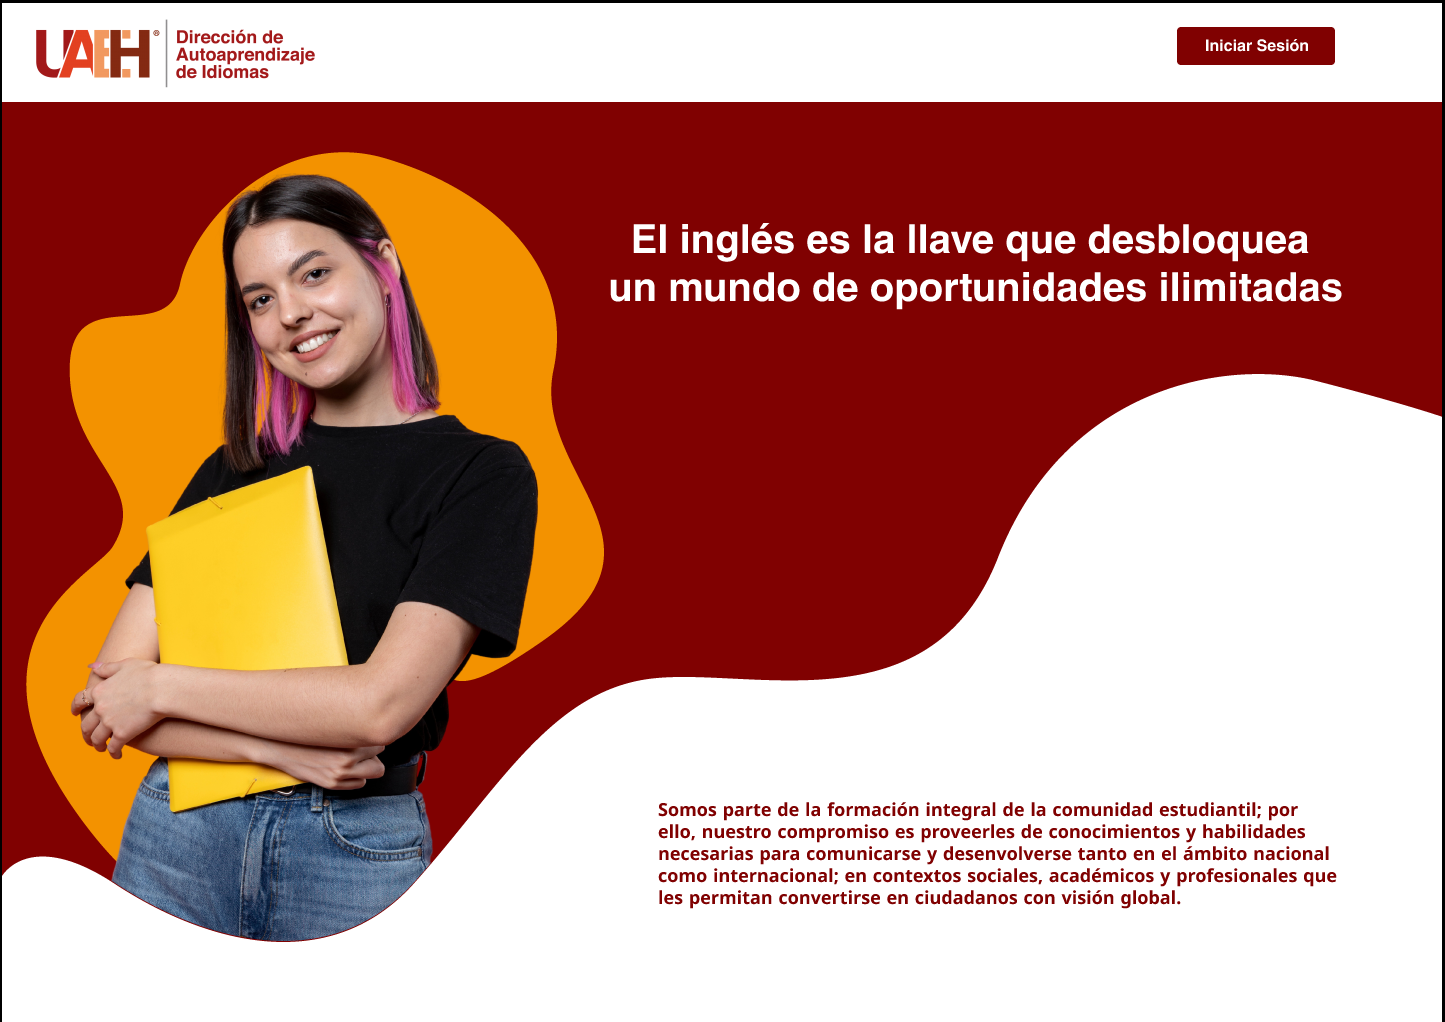 UAEH®
Dirección de
Autoaprendizaje
de Idiomas
Iniciar Sesión
El inglés es la llave que desbloquea
un mundo de oportunidades ilimitadas
Somos parte de la formación integral de la comunidad estudiantil; por
ello, nuestro compromiso es proveerles de conocimientos y habilidades
necesarias para comunicarse y desenvolverse tanto en el ámbito nacional
como internacional; en contextos sociales, académicos y profesionales que
les permitan convertirse en ciudadanos con visión global.